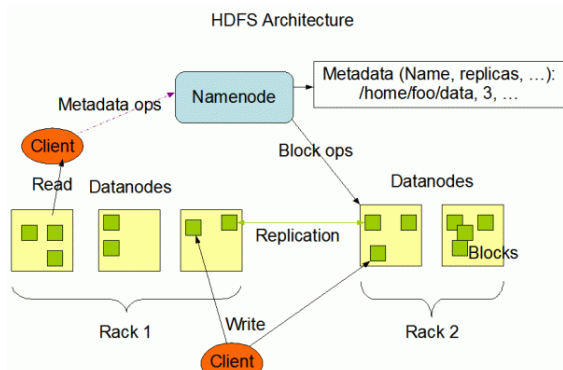 HDFS Architecture
Metadata (Name, replicas, ...):
/home/foo/data, 3, ...
Namenode
Metadata ops
Client
Block ops
Read
Datanodes
Datanodes
Replication
Blocks
Rack 1
Write
Rack 2
Client